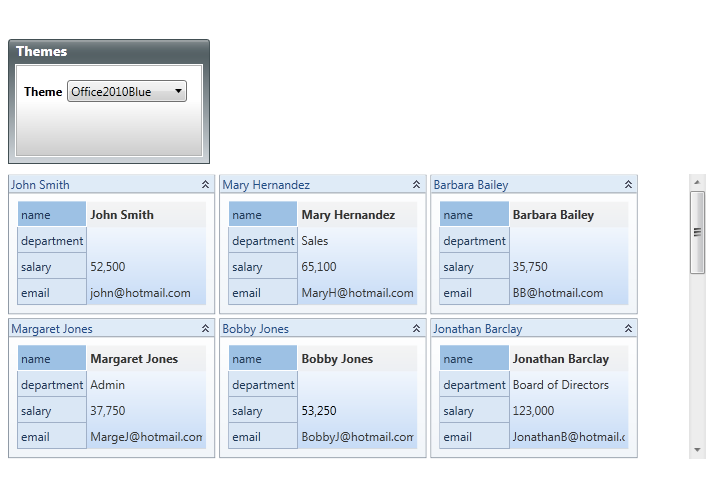 Themes
Theme Office2010Blue
John Smith Mary Hernandez Barbara Bailey
name John Smith name Mary Hernandez name Barbara Bailey
department department Sales department
salary 52,500 salary 65,100 salary 35,750
email john@hotmail.com email MaryH@hotmail.com email BB@hotmail.com
Margaret Jones Bobby Jones Jonathan Barclay
name Margaret Jones name Bobby Jones name Jonathan Barclay
department Admin department department Board of Directors
salary 37,750 salary 53,250 salary 123,000
email MargeJ@hotmail.com email BobbyJ@hotmail.com email JonathanB@hotmail.c